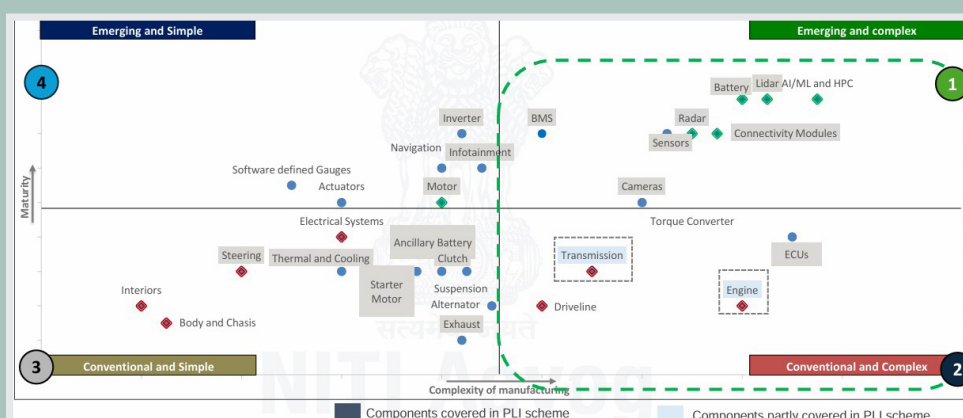 Emerging and Simple
Emerging and complex
4
1
Battery
Lidar
AI/ML and HPC
Inverter
BMS
Radar
Sensors
Connectivity Modules
Navigation
Infotainment
Software defined Gauges
Actuators
Motor
Cameras
Maturity
Electrical Systems
Torque Converter
Ancillary Battery
Clutch
ECUs
Steering
Thermal and Cooling
Transmission
Starter
Motor
Suspension
Alternator
Interiors
Body and Chasis
Driveline
Engine
Exhaust
सत्यमेव जयते
3
Conventional and Simple
Conventional and Complex
2
NITI Aayog
Complexity of manufacturing
Components covered in PLI scheme
Components partly covered in PLI scheme